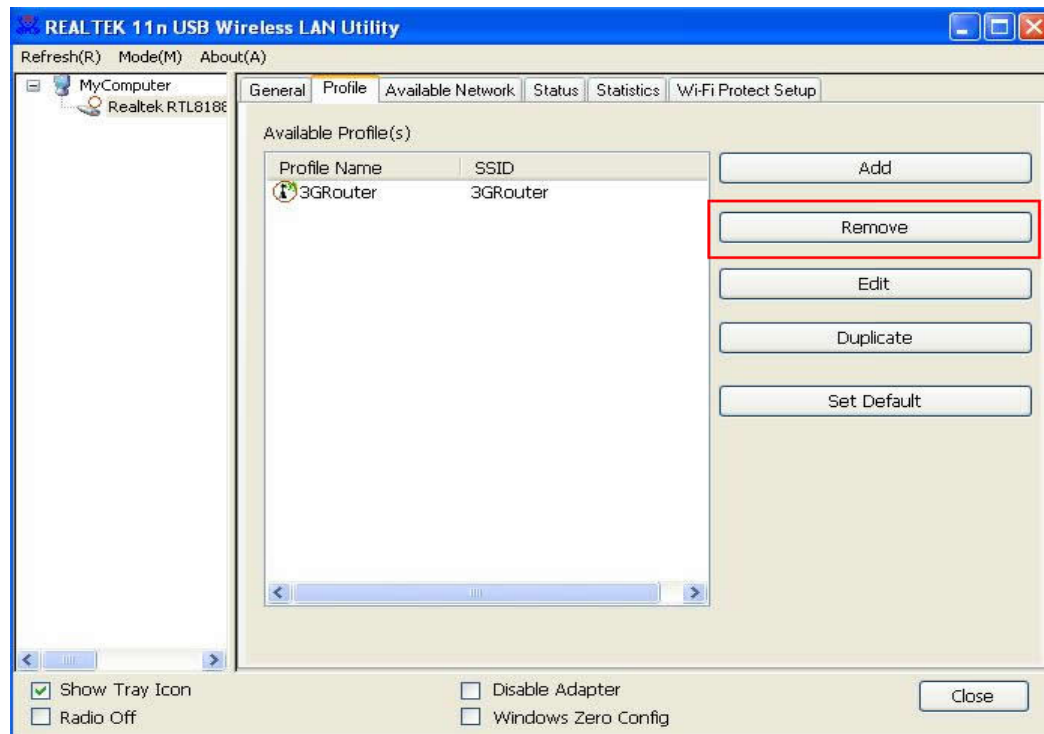 REALTEK 11n USB Wireless LAN Utility
Refresh(R) Mode(M) About(A)
MyComputer
Realtek RTL8188
General Profile Available Network Status Statistics Wi-Fi Protect Setup
Available Profile(s)
Profile Name SSID
3GRouter 3GRouter
Add
Remove
Edit
Duplicate
Set Default
Show Tray Icon
Radio Off
Disable Adapter
Windows Zero Config
Close